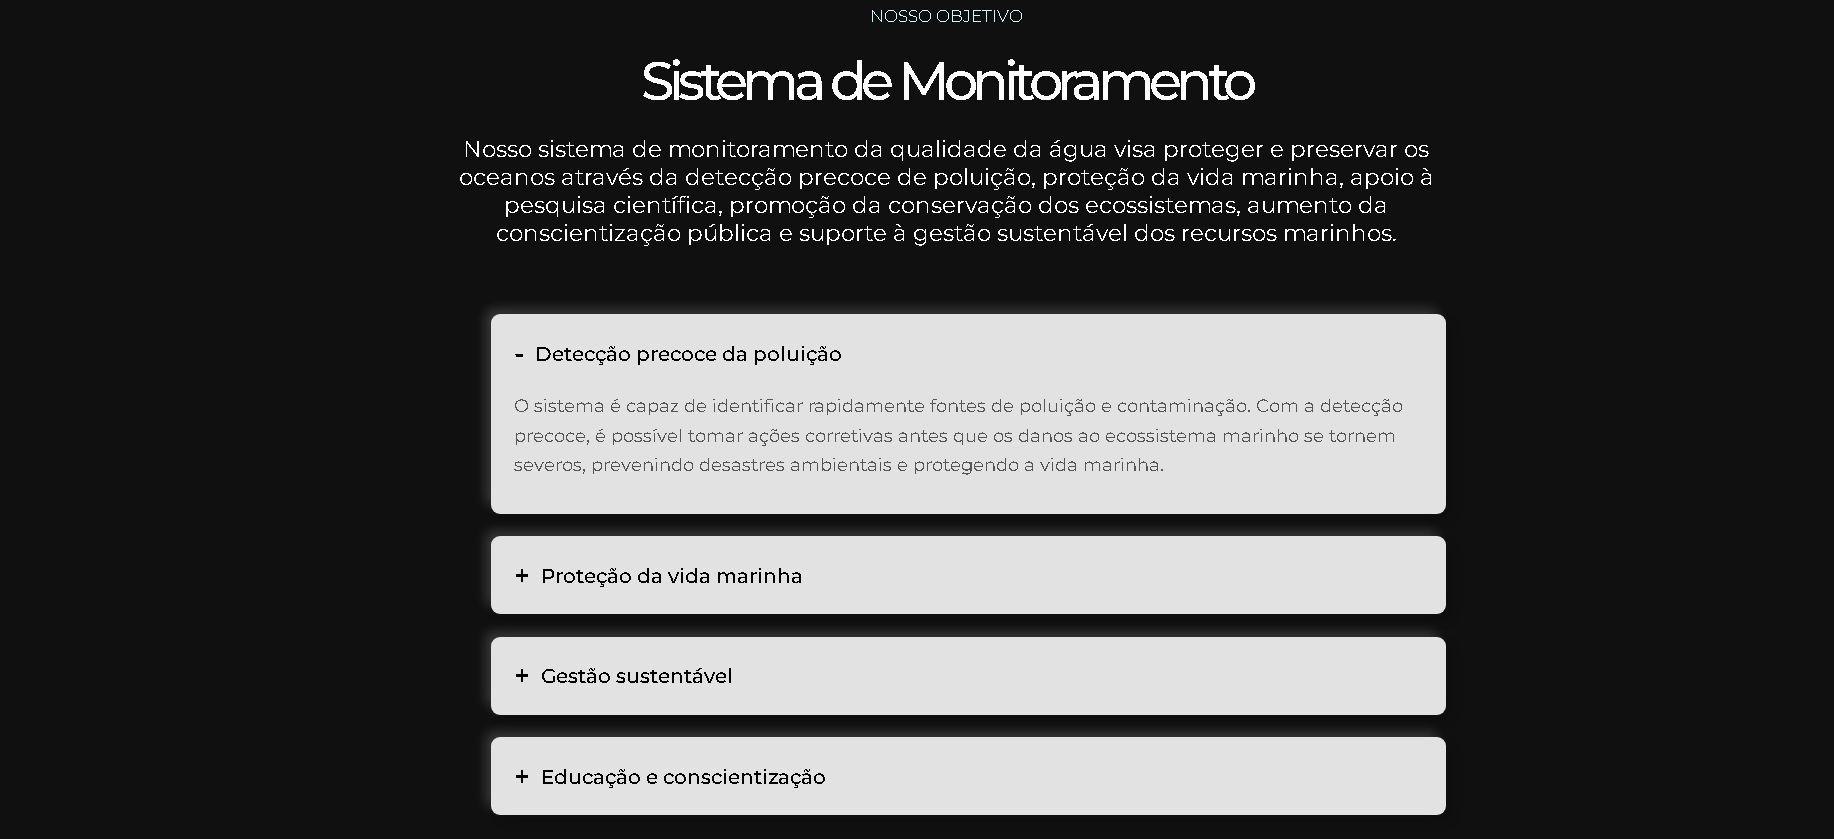 NOSSO OBJETIVO
Sistema de Monitoramento
Nosso sistema de monitoramento da qualidade da água visa proteger e preservar os
oceanos através da detecção precoce de poluição, proteção da vida marinha, apoio à
pesquisa científica, promoção da conservação dos ecossistemas, aumento da
conscientização pública e suporte à gestão sustentável dos recursos marinhos.
- Detecção precoce da poluição
O sistema é capaz de identificar rapidamente fontes de poluição e contaminação. Com a detecção
precoce, é possível tomar ações corretivas antes que os danos ao ecossistema marinho se tornem
severos, prevenindo desastres ambientais e protegendo a vida marinha.
+ Proteção da vida marinha
+ Gestão sustentável
+ Educação e conscientização